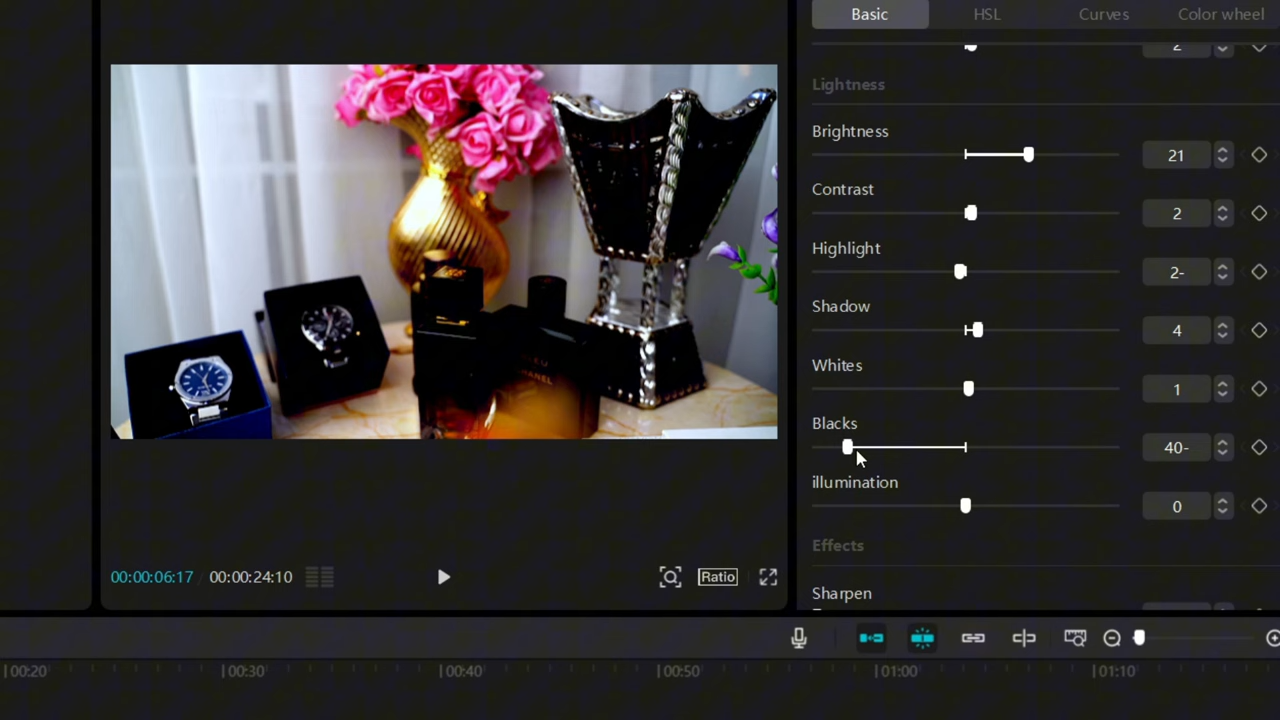 Basic HSL Curves Color wheel
2
Lightness
Brightness
21
Contrast
2
Highlight
2-
Shadow
4
Whites
1
Blacks
40-
illumination
0
Effects
Sharpen
CHANEL
00:00:06:17 / 00:00:24:10
Ratio
00:20 00:30 00:40 00:50 01:00 01:10